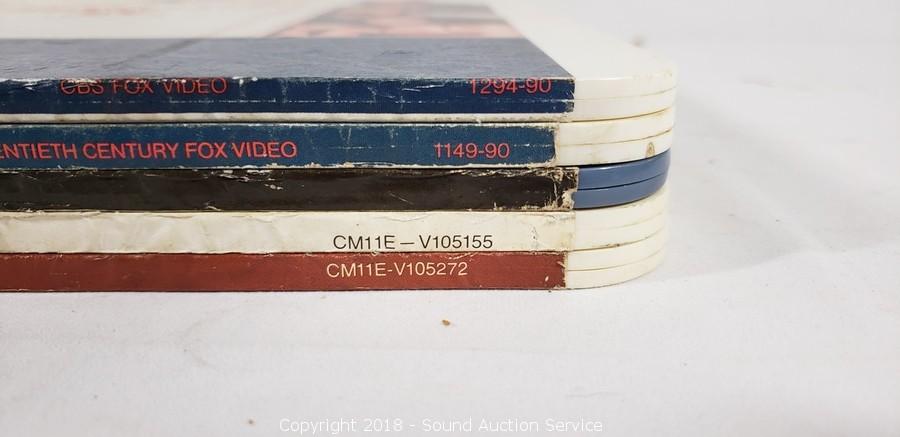 CBS FOX VIDEO 1294-90
ENTIETH CENTURY FOX VIDEO 1149-90
CM11E-V105155
CM11E-V105272
Copyright 2018 - Sound Auction Service